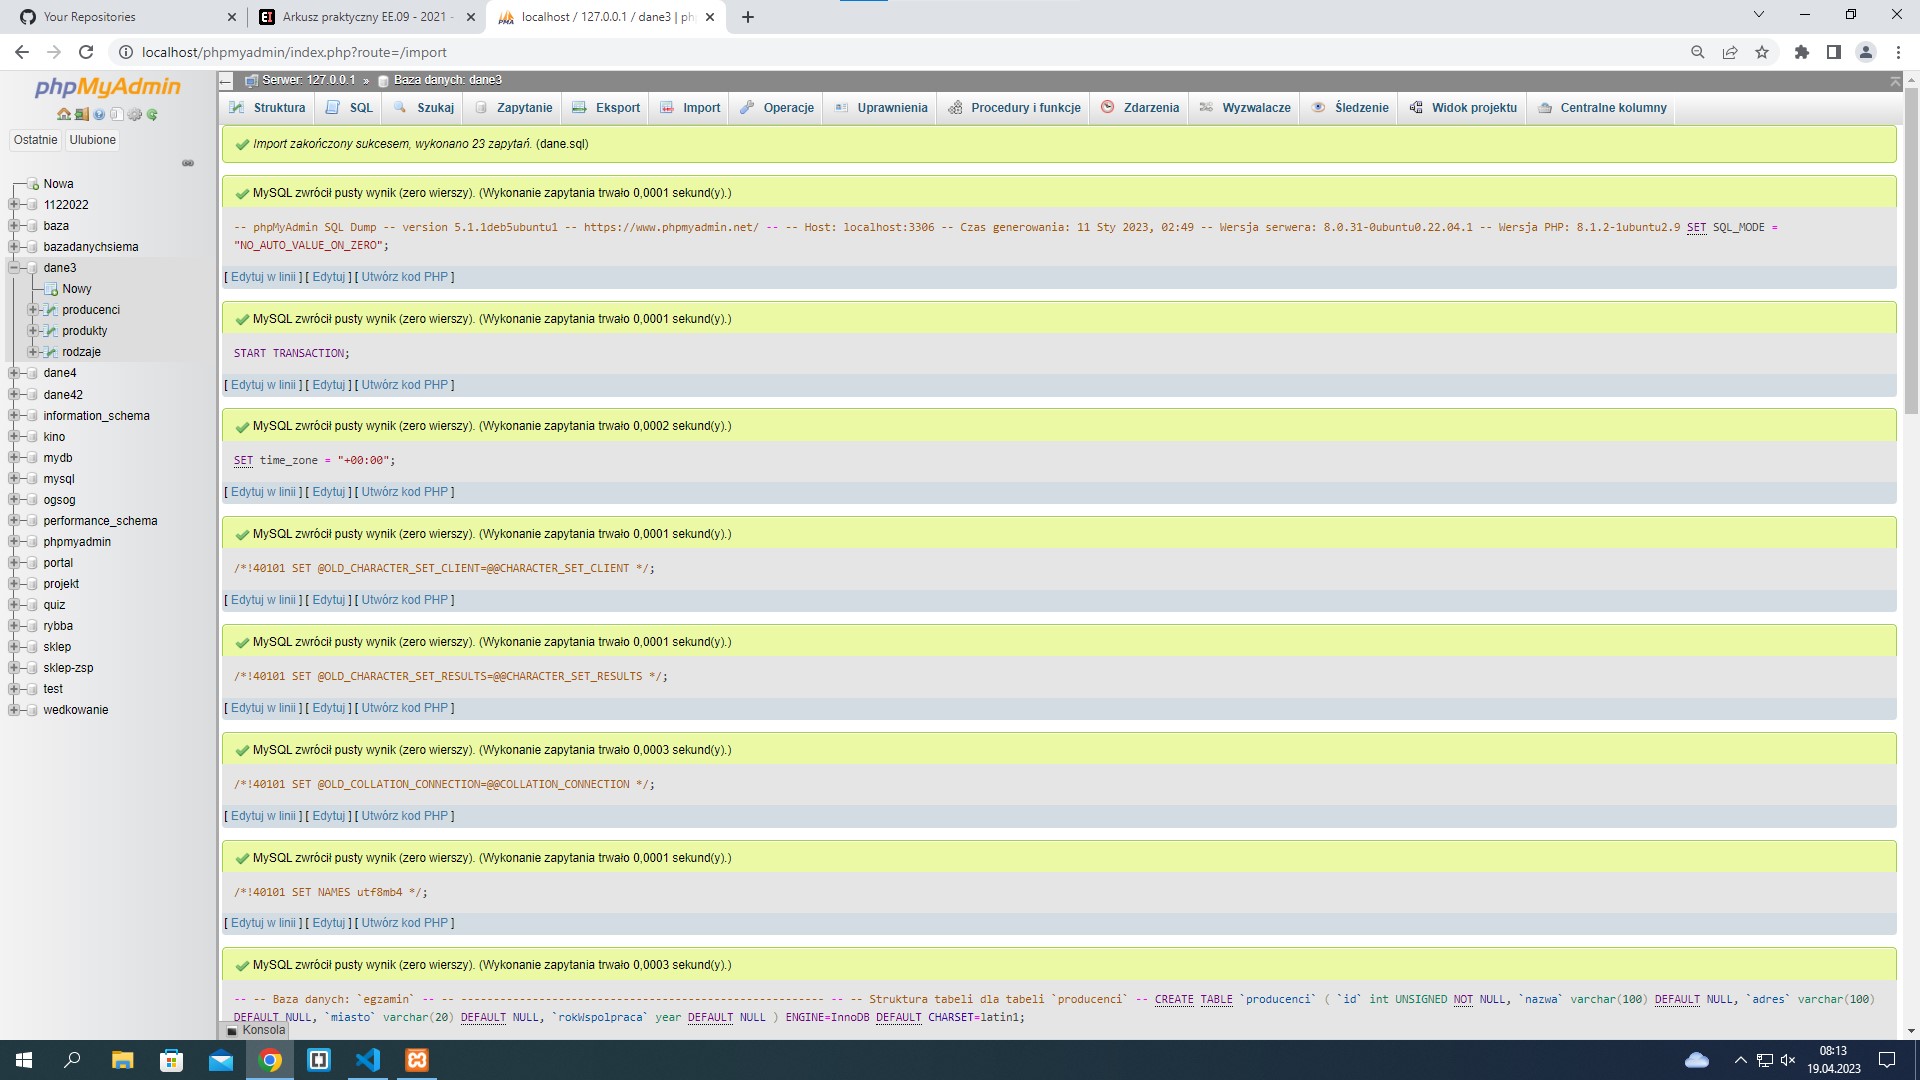 Your Repositories
Arkusz praktyczny EE.09 - 2021 -
localhost / 127.0.0.1 / dane3 | ph
localhost/phpmyadmin/index.php?route=/import
phpMyAdmin
Ostatnie
Ulubione
Nowa
1122022
baza
bazadanychsiema
dane3
Nowy
producenci
produkty
rodzaje
dane4
dane42
information_schema
kino
mydb
mysql
ogsog
performance_schema
phpmyadmin
portal
projekt
quiz
rybba
sklep
sklep-zsp
test
wedkowanie
Serwer: 127.0.0.1 » Baza danych: dane3
Struktura SQL Szukaj Zapytanie Eksport Import Operacje Uprawnienia Procedury i funkcje Zdarzenia Wyzwalacze Śledzenie Widok projektu Centralne kolumny
Import zakończony sukcesem, wykonano 23 zapytań. (dane.sql)
MySQL zwrócił pusty wynik (zero wierszy). (Wykonanie zapytania trwało 0,0001 sekund(y).)
-- phpMyAdmin SQL Dump -- version 5.1.1deb5ubuntu1 -- https://www.phpmyadmin.net/ -- -- Host: localhost:3306 -- Czas generowania: 11 Sty 2023, 02:49 -- Wersja serwera: 8.0.31-0ubuntu0.22.04.1 -- Wersja PHP: 8.1.2-1ubuntu2.9 SET SQL_MODE =
"NO_AUTO_VALUE_ON_ZERO";
[ Edytuj w linii ] [ Edytuj ] [ Utwórz kod PHP ]
MySQL zwrócił pusty wynik (zero wierszy). (Wykonanie zapytania trwało 0,0001 sekund(y).)
START TRANSACTION;
[ Edytuj w linii ] [ Edytuj ] [ Utwórz kod PHP ]
MySQL zwrócił pusty wynik (zero wierszy). (Wykonanie zapytania trwało 0,0002 sekund(y).)
SET time_zone = "+00:00";
[ Edytuj w linii ] [ Edytuj ] [ Utwórz kod PHP ]
MySQL zwrócił pusty wynik (zero wierszy). (Wykonanie zapytania trwało 0,0001 sekund(y).)
/*!40101 SET @OLD_CHARACTER_SET_CLIENT=@@CHARACTER_SET_CLIENT */;
[ Edytuj w linii ] [ Edytuj ] [ Utwórz kod PHP ]
MySQL zwrócił pusty wynik (zero wierszy). (Wykonanie zapytania trwało 0,0001 sekund(y).)
/*!40101 SET @OLD_CHARACTER_SET_RESULTS=@@CHARACTER_SET_RESULTS */;
[ Edytuj w linii ] [ Edytuj ] [ Utwórz kod PHP ]
MySQL zwrócił pusty wynik (zero wierszy). (Wykonanie zapytania trwało 0,0003 sekund(y).)
/*!40101 SET @OLD_COLLATION_CONNECTION=@@COLLATION_CONNECTION */;
[ Edytuj w linii ] [ Edytuj ] [ Utwórz kod PHP ]
MySQL zwrócił pusty wynik (zero wierszy). (Wykonanie zapytania trwało 0,0001 sekund(y).)
/*!40101 SET NAMES utf8mb4 */;
[ Edytuj w linii ] [ Edytuj ] [ Utwórz kod PHP ]
MySQL zwrócił pusty wynik (zero wierszy). (Wykonanie zapytania trwało 0,0003 sekund(y).)
-- -- Baza danych: `egzamin` -- -- -------------------------------------------------------- -- -- Struktura tabeli dla tabeli `producenci` -- CREATE TABLE `producenci` ( `id` int UNSIGNED NOT NULL, `nazwa` varchar(100) DEFAULT NULL, `adres` varchar(100)
DEFAULT NULL, `miasto` varchar(20) DEFAULT NULL, `rokWspolpraca` year DEFAULT NULL ) ENGINE=InnoDB DEFAULT CHARSET=latin1;
Konsola
08:13
19.04.2023